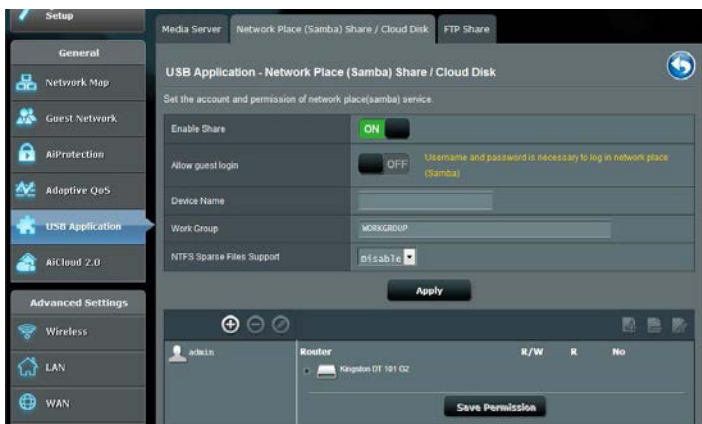 Setup
General
Network Map
Guest Network
AiProtection
Adaptive QoS
USB Application
AiCloud 2.0
Advanced Settings
Wireless
LAN
WAN
Media Server
Network Place (Samba) Share / Cloud Disk
FTP Share
USB Application - Network Place (Samba) Share / Cloud Disk
Set the account and permission of network place(samba) service.
Enable Share
ON
Allow guest login
OFF
Username and password is necessary to log in network place
(Samba)
Device Name
Work Group
WORKGROUP
NTFS Sparse Files Support
Disable
Apply
admin
Router
R/W
R
No
Kingston DT 101 G2
Save Permission